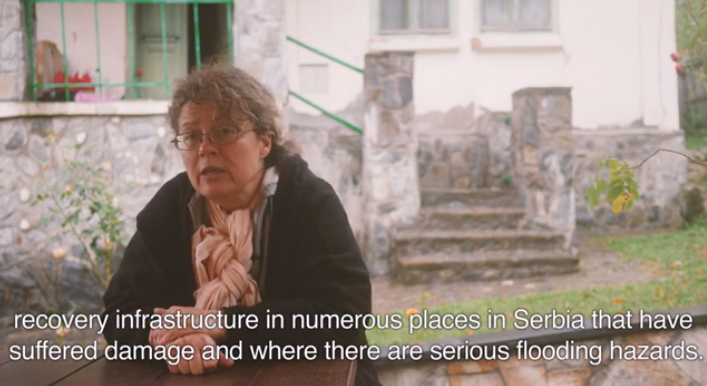 recovery infrastructure in numerous places in Serbia that have
suffered damage and where there are serious flooding hazards.